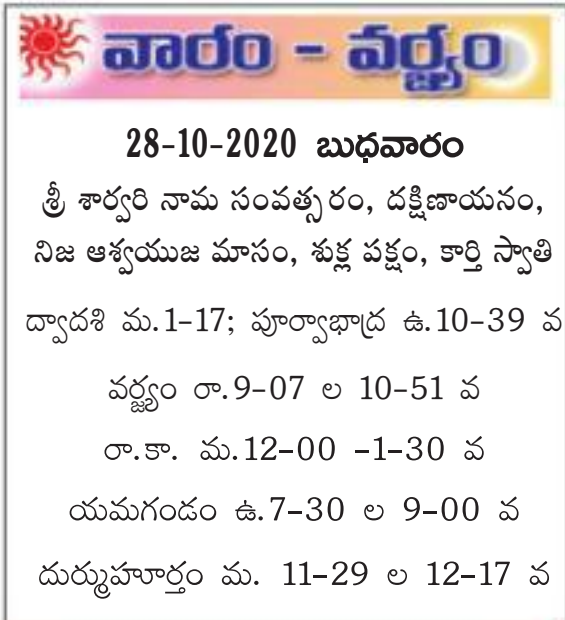 వారం - వర్జ్యం
28-10-2020 బుధవారం
శ్రీ శార్వరి నామ సంవత్సరం, దక్షిణాయనం,
నిజ ఆశ్వయుజ మాసం, శుక్ల పక్షం, కార్తి స్వాతి
ద్వాదశి మ.1-17; పూర్వాభాద్ర ఉ.10-39 వ
వర్జ్యం రా.9-07 ల 10-51 వ
రా.కా. మ.12-00 -1-30 వ
యమగండం ఉ.7-30 ల 9-00 వ
దుర్ముహూర్తం మ. 11-29 ల 12-17 వ